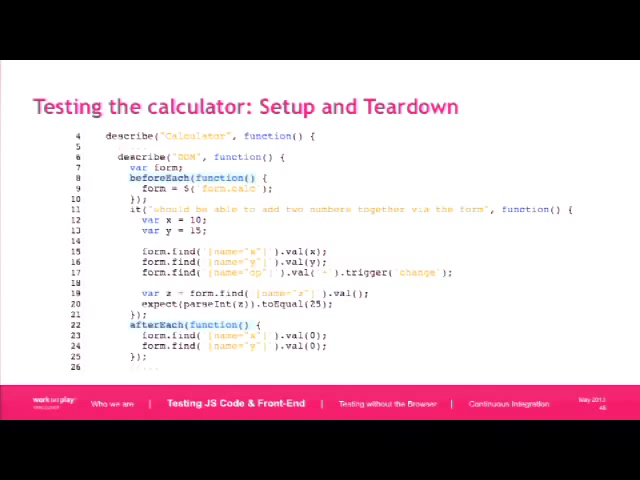 Testing the calculator: Setup and Teardown
4 describe("Calculator", function() {
5 .....
6 describe("DOM", function() {
7 var form;
8 beforeEach(function() {
9 form = $('form.calc');
10 });
11 it("should be able to add two numbers together via the form", function() {
12 var x = 10;
13 var y = 15;
14
15 form.find('[name="x"]').val(x);
16 form.find('[name="y"]').val(y);
17 form.find('[name="op"]').val('+').trigger('change');
18
19 var z = form.find('[name="z"]').val();
20 expect(parseInt(z)).toEqual(25);
21 });
22 afterEach(function() {
23 form.find('[name="x"]').val(0);
24 form.find('[name="y"]').val(0);
25 });
26 .....
work at play
Who we are | Testing JS Code & Front-End | Testing without the Browser | Continuous Integration
May 2013